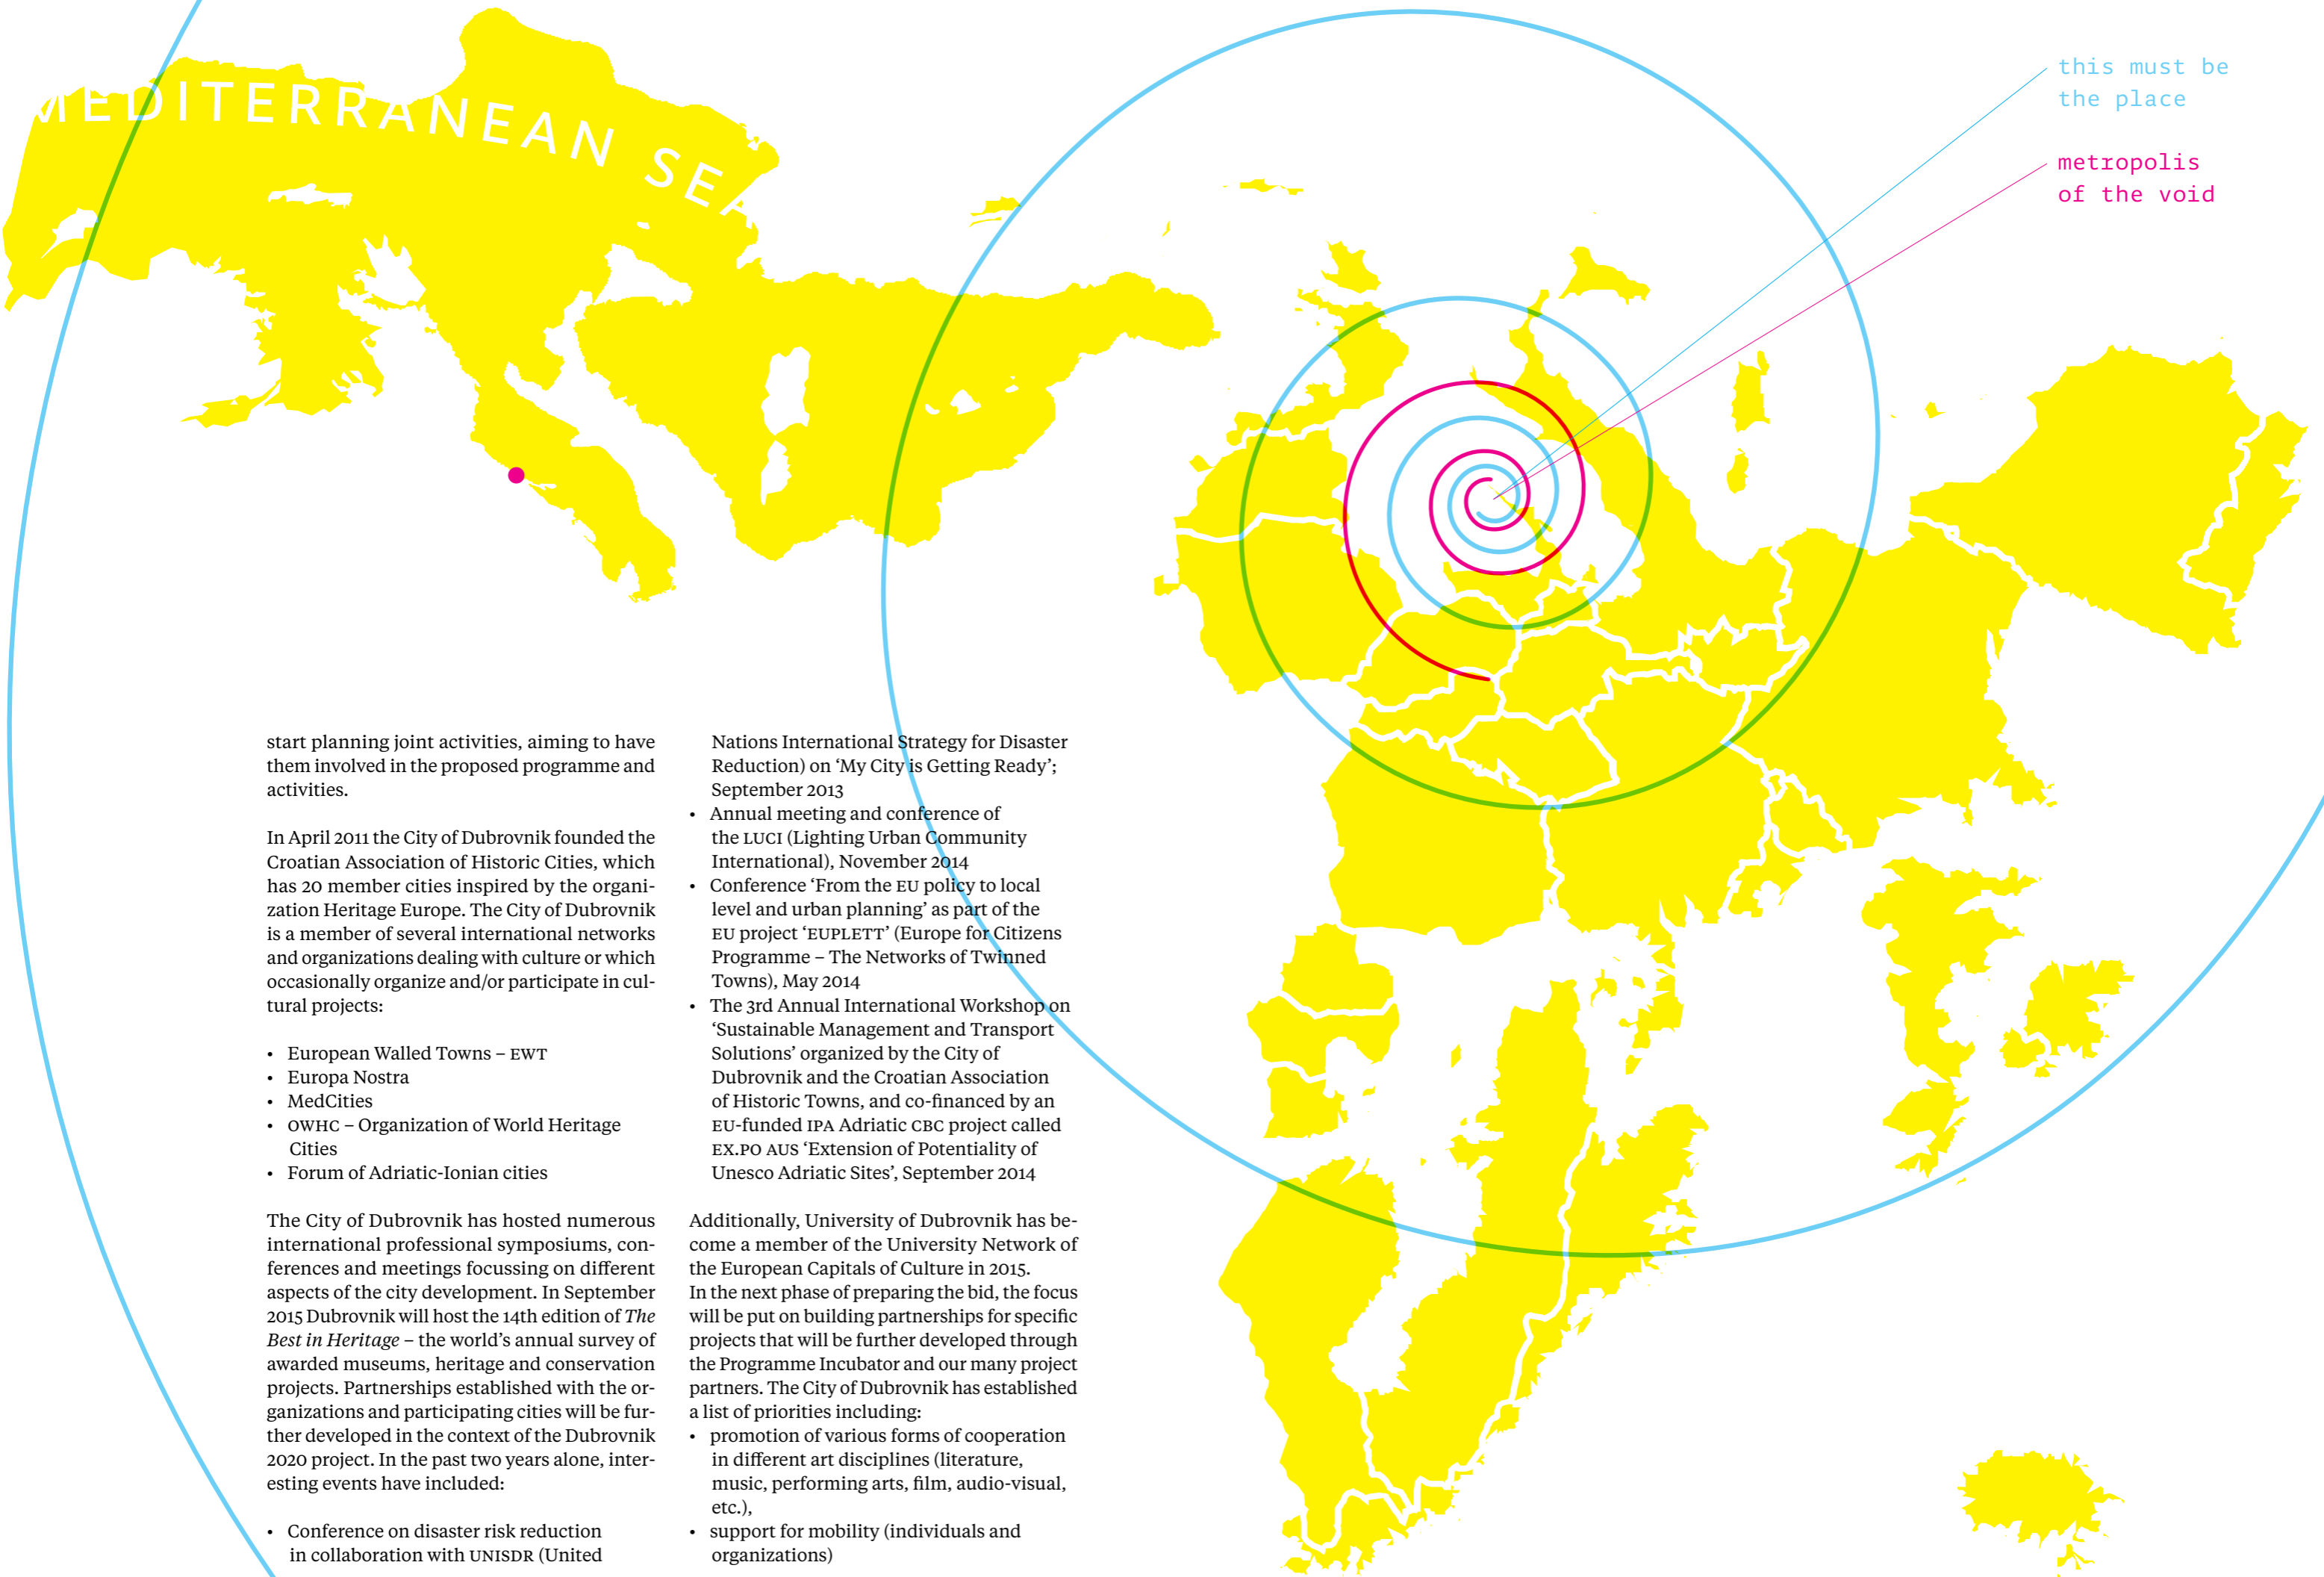 MEDITERRANEAN SE
this must be
the place
metropolis
of the void
start planning joint activities, aiming to have
them involved in the proposed programme and
activities.
In April 2011 the City of Dubrovnik founded the
Croatian Association of Historic Cities, which
has 20 member cities inspired by the organi-
zation Heritage Europe. The City of Dubrovnik
is a member of several international networks
and organizations dealing with culture or which
occasionally organize and/or participate in cul-
tural projects:
• European Walled Towns – EWT
• Europa Nostra
• MedCities
• OWHC – Organization of World Heritage
Cities
• Forum of Adriatic-Ionian cities
The City of Dubrovnik has hosted numerous
international professional symposiums, con-
ferences and meetings focussing on different
aspects of the city development. In September
2015 Dubrovnik will host the 14th edition of The
Best in Heritage – the world’s annual survey of
awarded museums, heritage and conservation
projects. Partnerships established with the or-
ganizations and participating cities will be fur-
ther developed in the context of the Dubrovnik
2020 project. In the past two years alone, inter-
esting events have included:
• Conference on disaster risk reduction
in collaboration with UNISDR (United
Nations International Strategy for Disaster
Reduction) on ‘My City is Getting Ready’;
September 2013
• Annual meeting and conference of
the LUCI (Lighting Urban Community
International), November 2014
• Conference ‘From the EU policy to local
level and urban planning’ as part of the
EU project ‘EUPLETT’ (Europe for Citizens
Programme – The Networks of Twinned
Towns), May 2014
• The 3rd Annual International Workshop on
‘Sustainable Management and Transport
Solutions’ organized by the City of
Dubrovnik and the Croatian Association
of Historic Towns, and co-financed by an
EU-funded IPA Adriatic CBC project called
EX.PO AUS ‘Extension of Potentiality of
Unesco Adriatic Sites’, September 2014
Additionally, University of Dubrovnik has be-
come a member of the University Network of
the European Capitals of Culture in 2015.
In the next phase of preparing the bid, the focus
will be put on building partnerships for specific
projects that will be further developed through
the Programme Incubator and our many project
partners. The City of Dubrovnik has established
a list of priorities including:
• promotion of various forms of cooperation
in different art disciplines (literature,
music, performing arts, film, audio-visual,
etc.),
• support for mobility (individuals and
organizations)